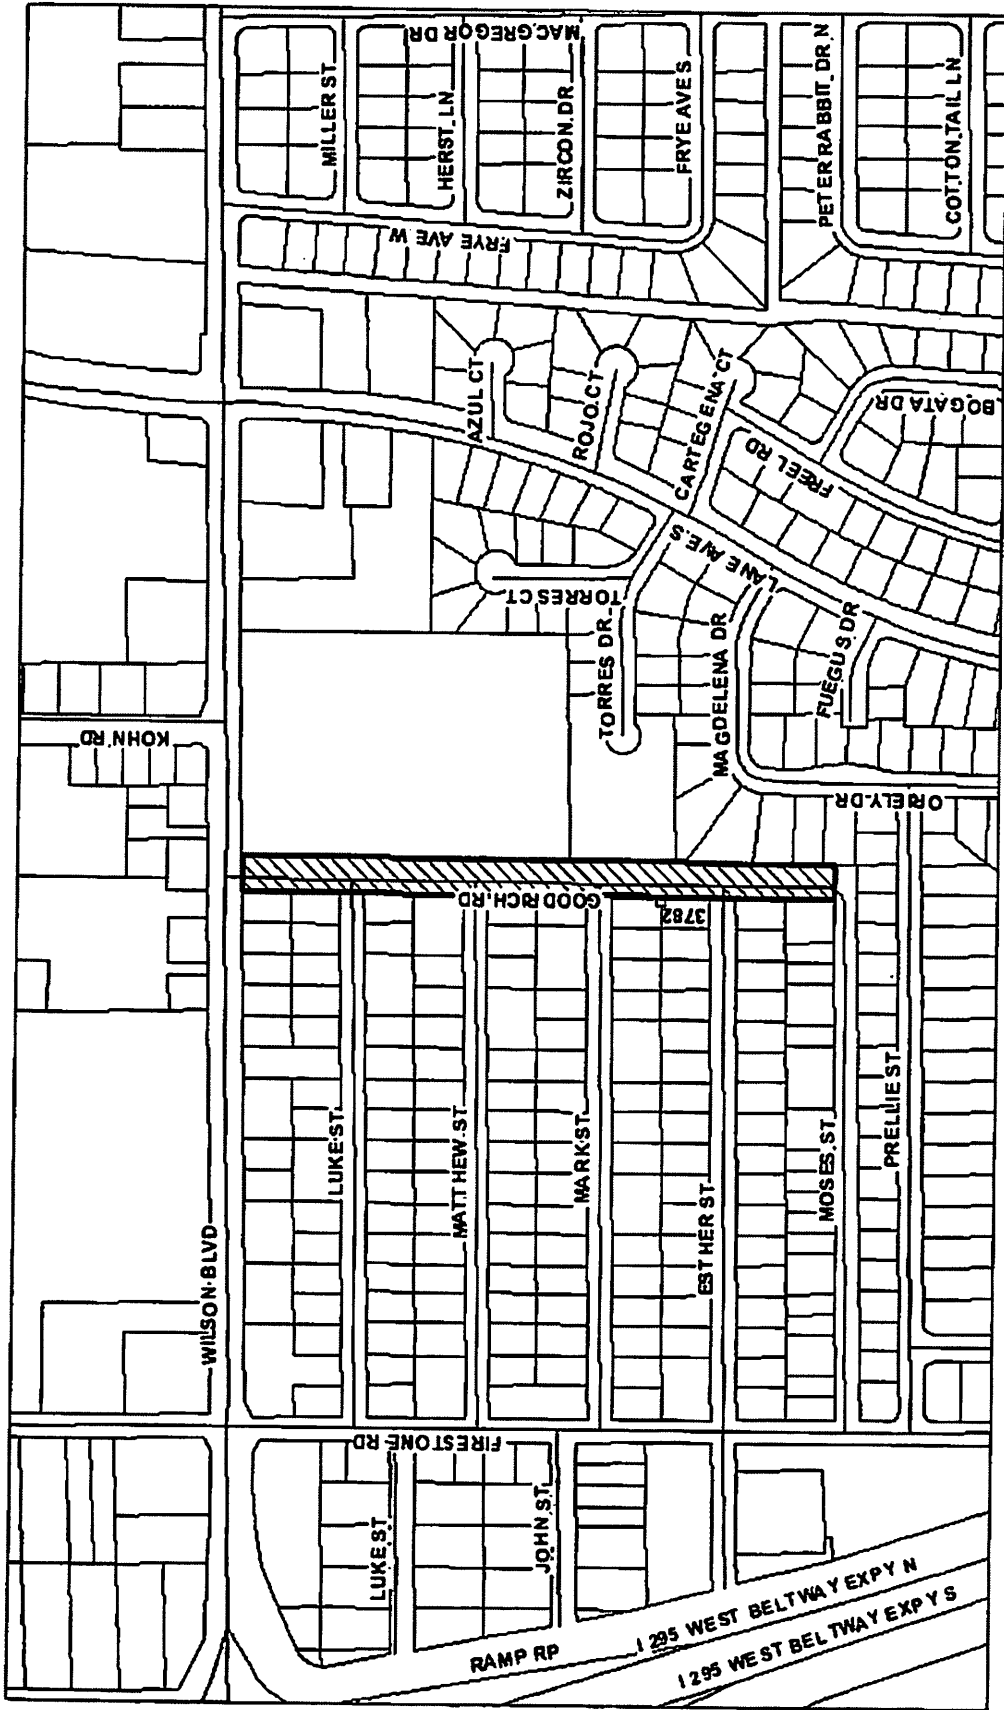 MAC GREGOR DR
MILLER ST
HERST LN
ZIRCON DR
FRYE AVE S
PETER RABBIT DR N
COTTONTAIL LN
FRYE AVE W
AZUL CT
ROJO CT
CARTEGENA CT
BOGATA DR
FREEL RD
LANE AVE S
TORRES CT
TORRES DR
MAGDELENA DR
FUEGUS DR
KOHN RD
ORIELY DR
GOODRICH RD
3782
LUKE ST
MATTHEW ST
MARK ST
ESTHER ST
MOSES ST
PRELLIE ST
WILSON BLVD
FIRESTONE RD
LUKE ST
JOHN ST
RAMP RP
I 295 WEST BELTWAY EXPY N
I 295 WEST BELTWAY EXPY S